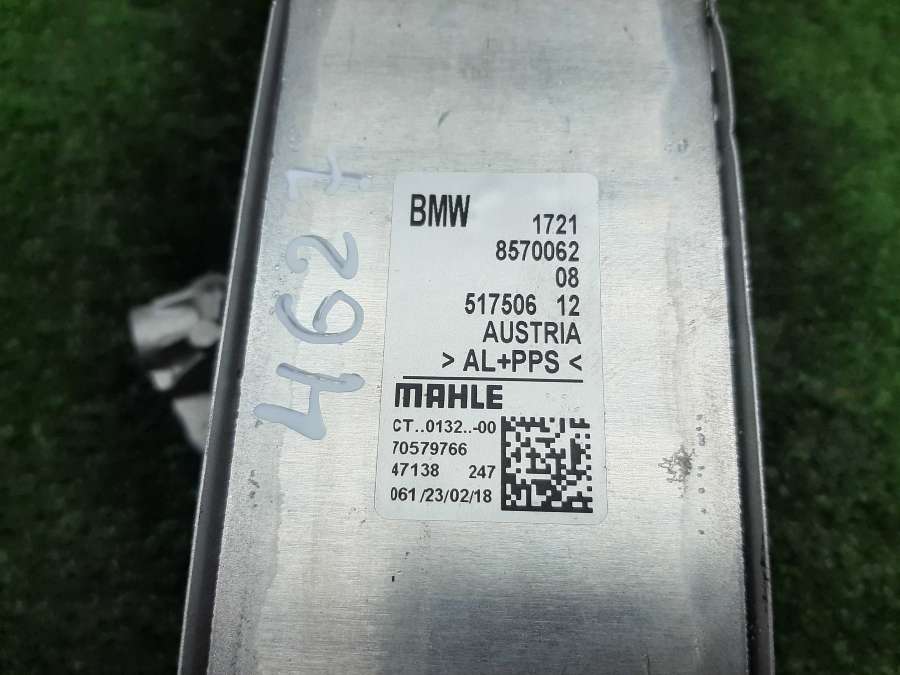 4627
BMW 1721
8570062
08
517506 12
AUSTRIA
> AL+PPS <
MAHLE
CT..0132..-00
70579766
47138 247
061/23/02/18